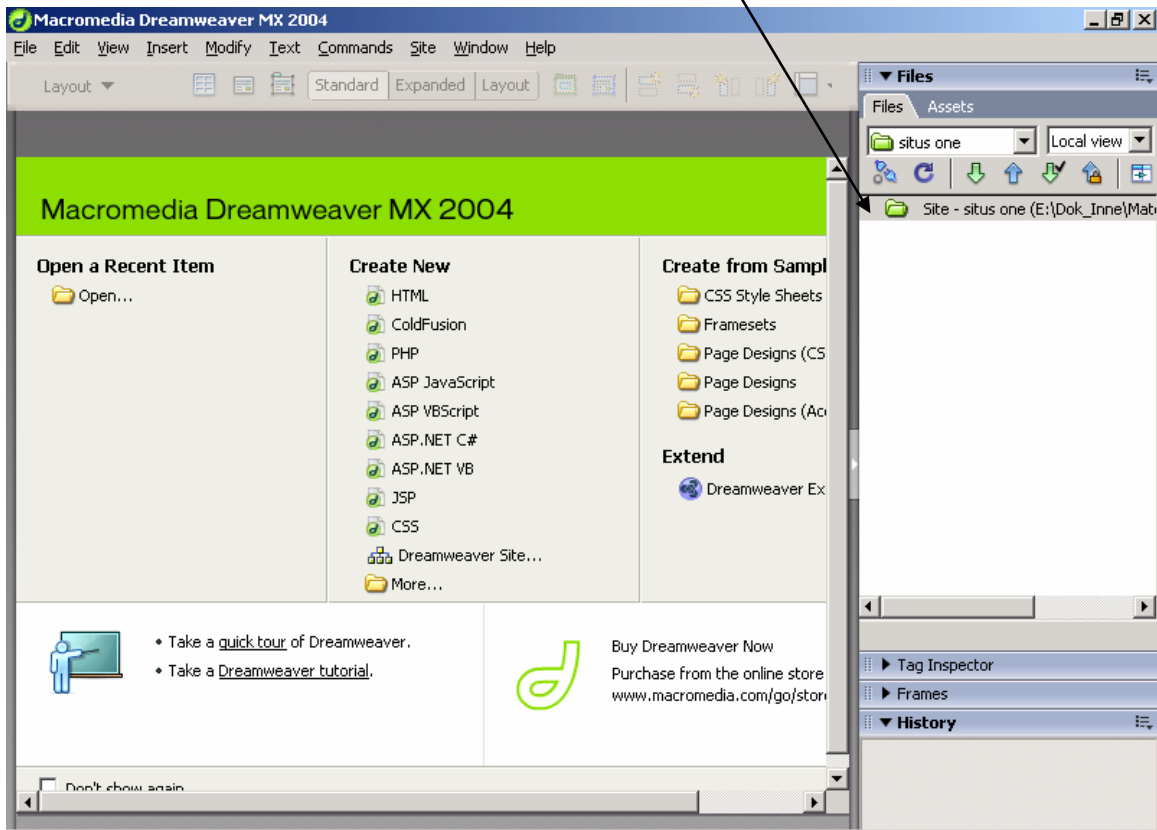 Macromedia Dreamweaver MX 2004
File Edit View Insert Modify Text Commands Site Window Help
Layout Standard Expanded Layout
Macromedia Dreamweaver MX 2004
Open a Recent Item
Open...
Create New
HTML
ColdFusion
PHP
ASP JavaScript
ASP VBScript
ASP.NET C#
ASP.NET VB
JSP
CSS
Dreamweaver Site...
More...
Create from Sampl
CSS Style Sheets
Framesets
Page Designs (CS
Page Designs
Page Designs (Ac
Extend
Dreamweaver Ex
• Take a quick tour of Dreamweaver.
• Take a Dreamweaver tutorial.
Buy Dreamweaver Now
Purchase from the online store
www.macromedia.com/go/stor
Don't show again
Files
Files Assets
situs one Local view
Site - situs one (E:\Dok_Inne\Mat
Tag Inspector
Frames
History